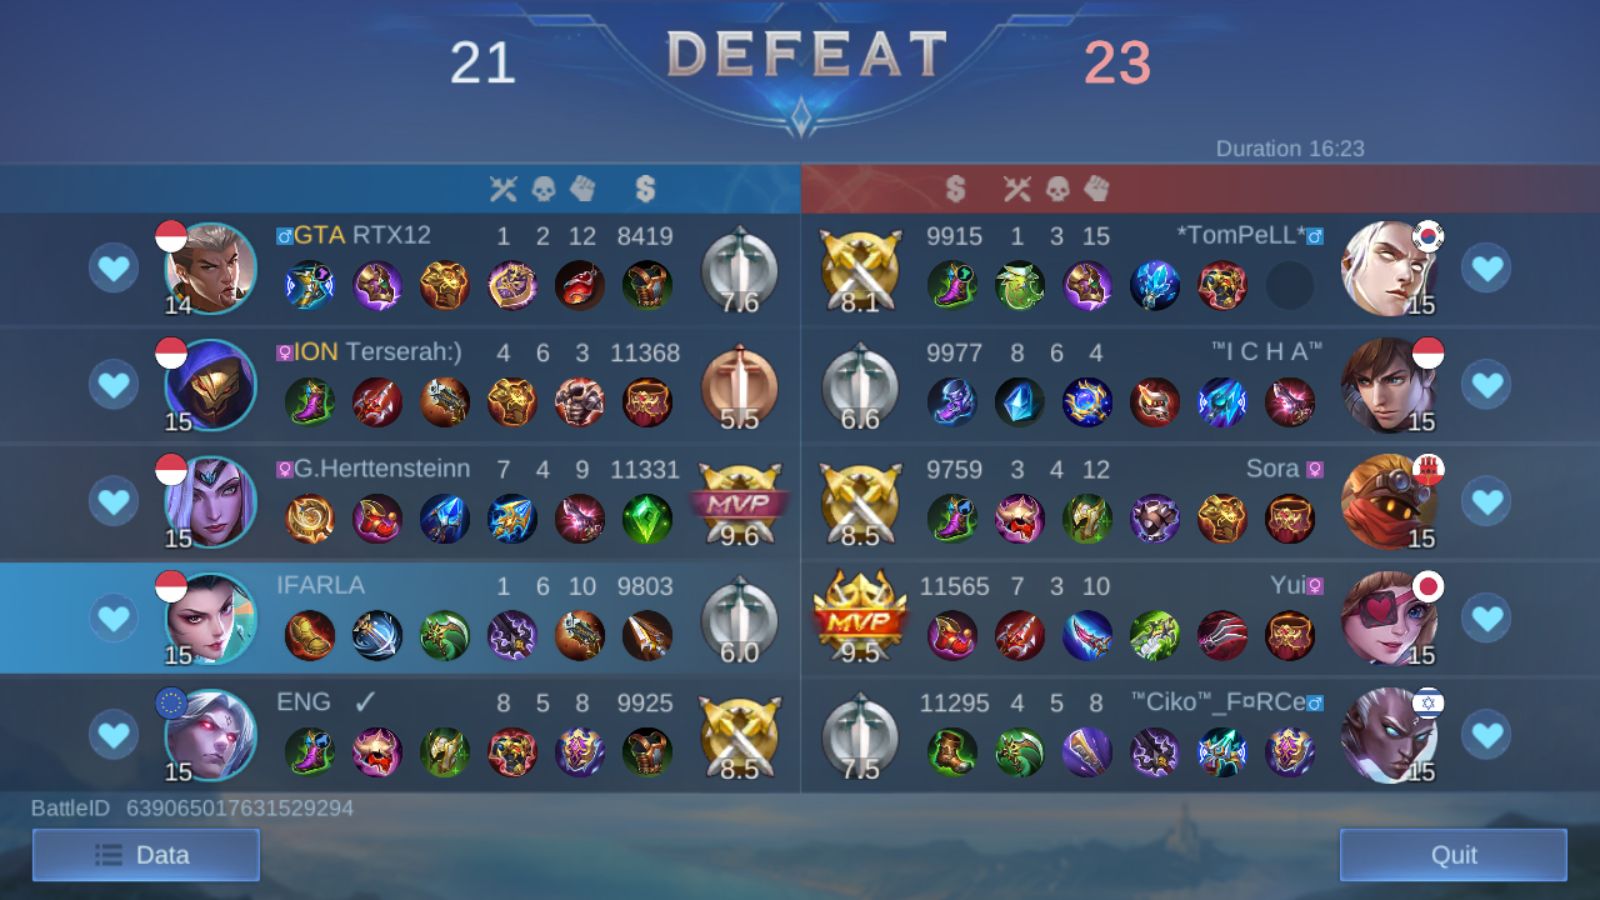 21 DEFEAT 23
Duration 16:23
GTA RTX12 1 2 12 8419
14 7.6
9915 1 3 15 *TomPeLL*
8.1 15
ION Terserah:) 4 6 3 11368
15 5.5
9977 8 6 4 ™I C H A™
6.6 15
G.Herttensteinn 7 4 9 11331
MVP
15 9.6
9759 3 4 12 Sora
8.5 15
IFARLA 1 6 10 9803
15 6.0
11565 7 3 10 Yui
MVP
9.5 15
ENG ✓ 8 5 8 9925
15 8.5
11295 4 5 8 ™Ciko™_F¤RCe
7.5 15
BattleID 639065017631529294
Data
Quit